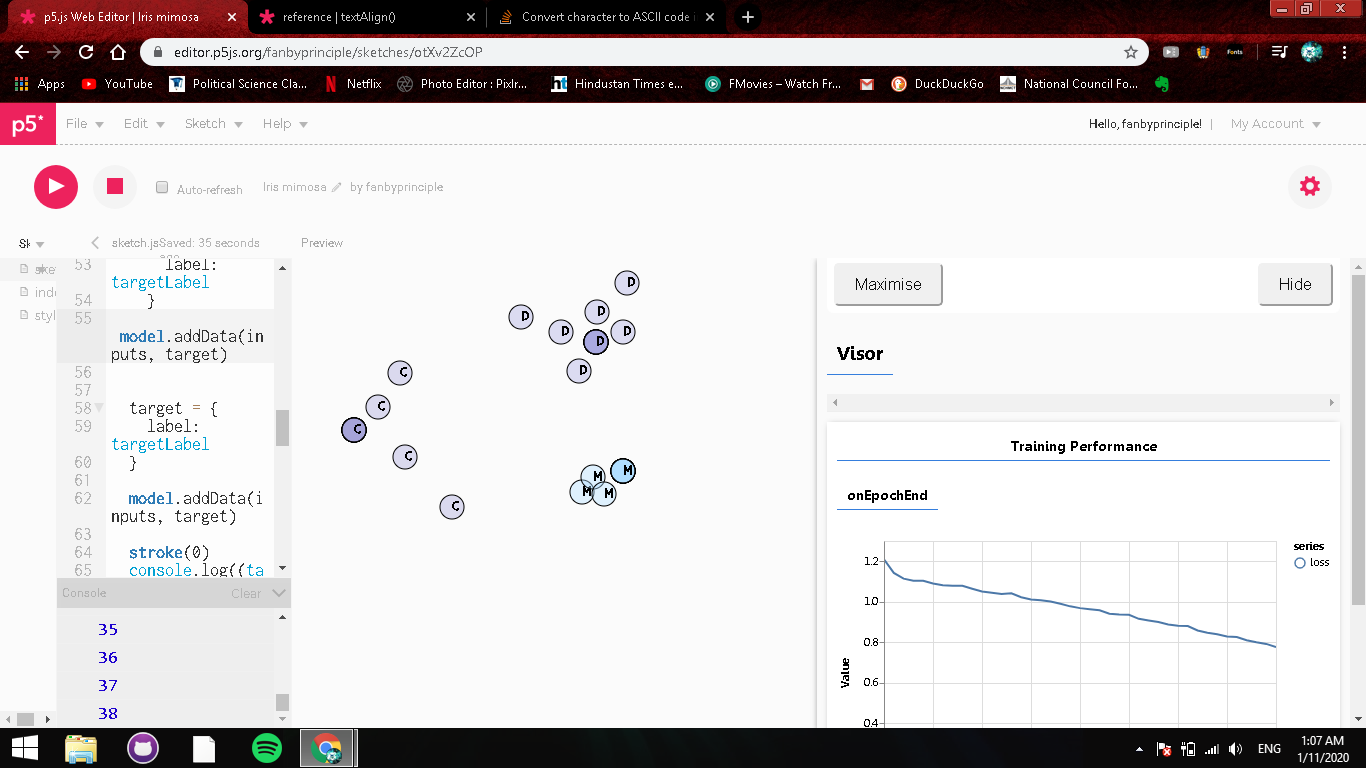 p5.js Web Editor | Iris mimosa
reference | textAlign()
Convert character to ASCII code i
editor.p5js.org/fanbyprinciple/sketches/otXv2ZcOP
Fonts
Apps
YouTube
Political Science Cla...
Netflix
Photo Editor : Pixlr...
ht
Hindustan Times e...
FMovies – Watch Fr...
DuckDuckGo
National Council Fo...
p5*
File
Edit
Sketch
Help
Hello, fanbyprinciple! |
My Account
Auto-refresh
Iris mimosa
by fanbyprinciple
Sk
sketch.js
Saved: 35 seconds
Preview
ske
ind
styl
53 label:
targetLabel
54 }
55
model.addData(in
puts, target)
56
57
58 target = {
59 label:
targetLabel
60 }
61
62 model.addData(i
nputs, target)
63
64 stroke(0)
65 console.log((ta
Console
Clear
35
36
37
38
D
D
D
D
D
D
D
C
C
C
C
C
M
M
M
M
Maximise
Hide
Visor
Training Performance
onEpochEnd
series
loss
1.2
1.0
0.8
0.6
0.4
Value
ENG
1:07 AM
1/11/2020